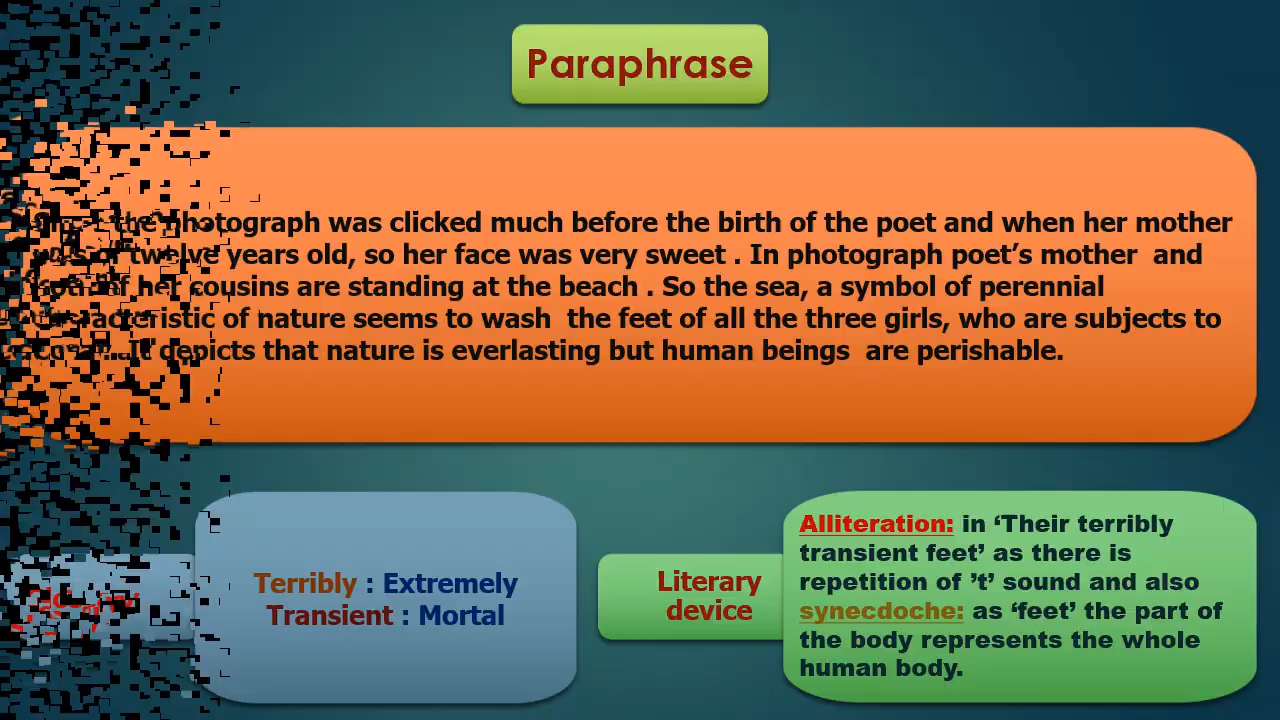 Paraphrase
the photograph was clicked much before the birth of the poet and when her mother
twelve years old, so her face was very sweet . In photograph poet’s mother and
of her cousins are standing at the beach . So the sea, a symbol of perennial
characteristic of nature seems to wash the feet of all the three girls, who are subjects to
It depicts that nature is everlasting but human beings are perishable.
Terribly : Extremely
Transient : Mortal
Literary
device
Alliteration: in ‘Their terribly
transient feet’ as there is
repetition of ’t’ sound and also
synecdoche: as ‘feet’ the part of
the body represents the whole
human body.